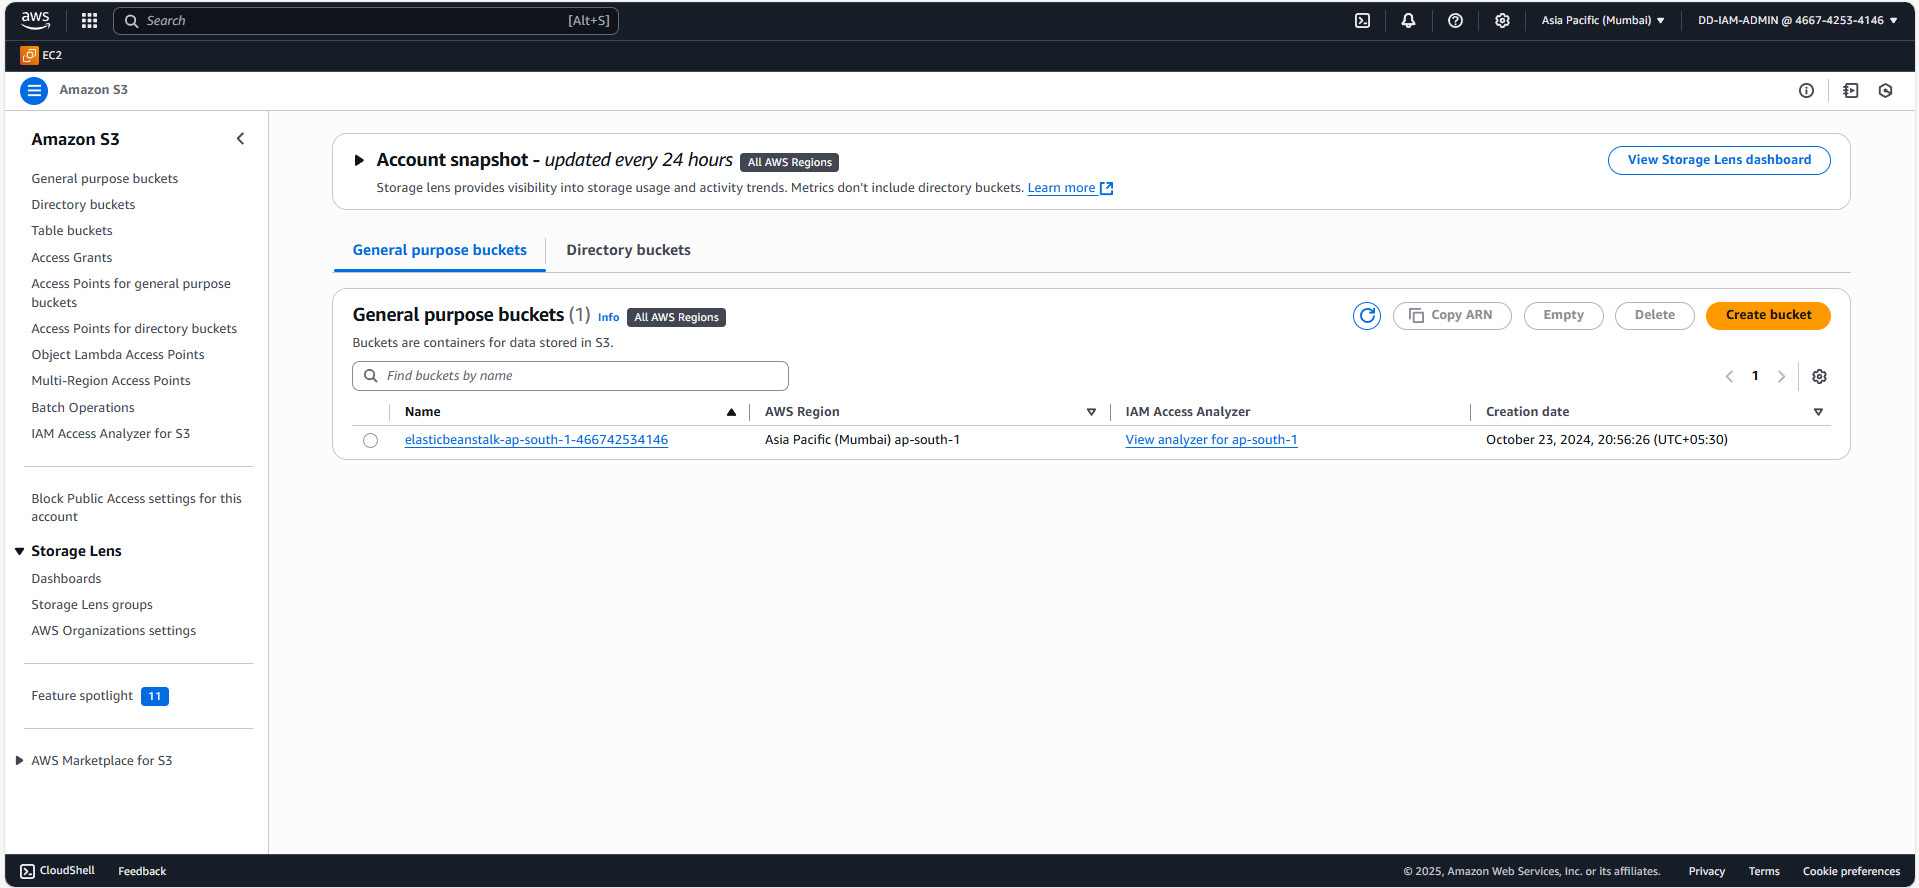 aws
Search [Alt+S]
Asia Pacific (Mumbai)
DD-IAM-ADMIN @ 4667-4253-4146
EC2
Amazon S3
Amazon S3
General purpose buckets
Directory buckets
Table buckets
Access Grants
Access Points for general purpose
buckets
Access Points for directory buckets
Object Lambda Access Points
Multi-Region Access Points
Batch Operations
IAM Access Analyzer for S3
Block Public Access settings for this
account
Storage Lens
Dashboards
Storage Lens groups
AWS Organizations settings
Feature spotlight 11
AWS Marketplace for S3
Account snapshot - updated every 24 hours All AWS Regions
View Storage Lens dashboard
Storage lens provides visibility into storage usage and activity trends. Metrics don't include directory buckets. Learn more
General purpose buckets Directory buckets
General purpose buckets (1) Info All AWS Regions
Copy ARN Empty Delete Create bucket
Buckets are containers for data stored in S3.
Find buckets by name
1
Name AWS Region IAM Access Analyzer Creation date
elasticbeanstalk-ap-south-1-466742534146 Asia Pacific (Mumbai) ap-south-1 View analyzer for ap-south-1 October 23, 2024, 20:56:26 (UTC+05:30)
CloudShell Feedback © 2025, Amazon Web Services, Inc. or its affiliates. Privacy Terms Cookie preferences